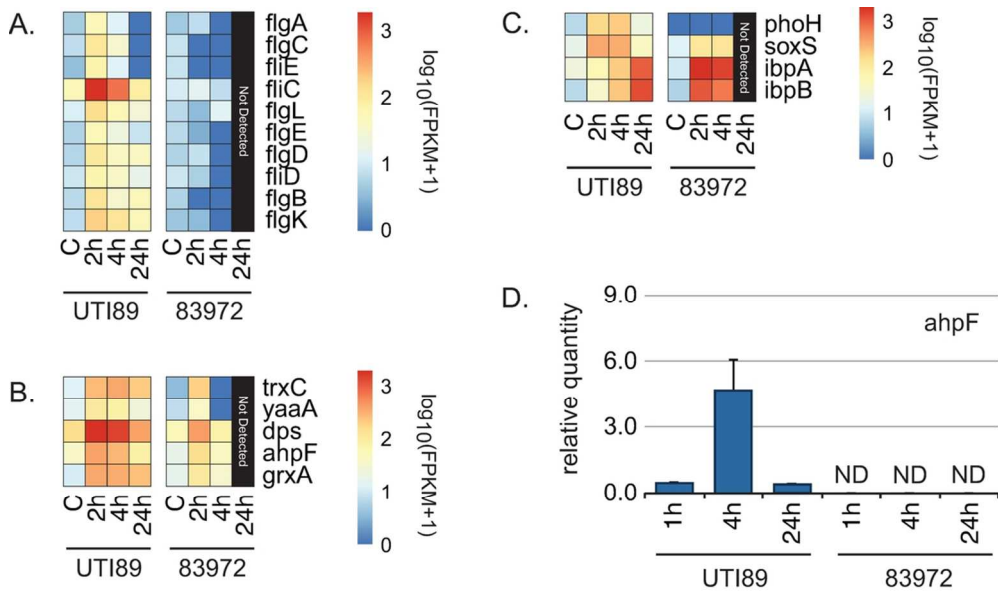 A.
flgA
flgC
fliE
fliC
flgL
flgE
flgD
fliD
flgB
flgK
Not Detected
C 2h 4h 24h C 2h 4h 24h
UTI89 83972
3
2
1
0
log10(FPKM+1)
B.
trxC
yaaA
dps
ahpF
grxA
Not Detected
C 2h 4h 24h C 2h 4h 24h
UTI89 83972
3
2
1
0
log10(FPKM+1)
C.
phoH
soxS
ibpA
ibpB
Not Detected
C 2h 4h 24h C 2h 4h 24h
UTI89 83972
3
2
1
0
log10(FPKM+1)
D.
9.0
6.0
3.0
0.0
relative quantity
ahpF
ND ND ND
1h 4h 24h 1h 4h 24h
UTI89 83972